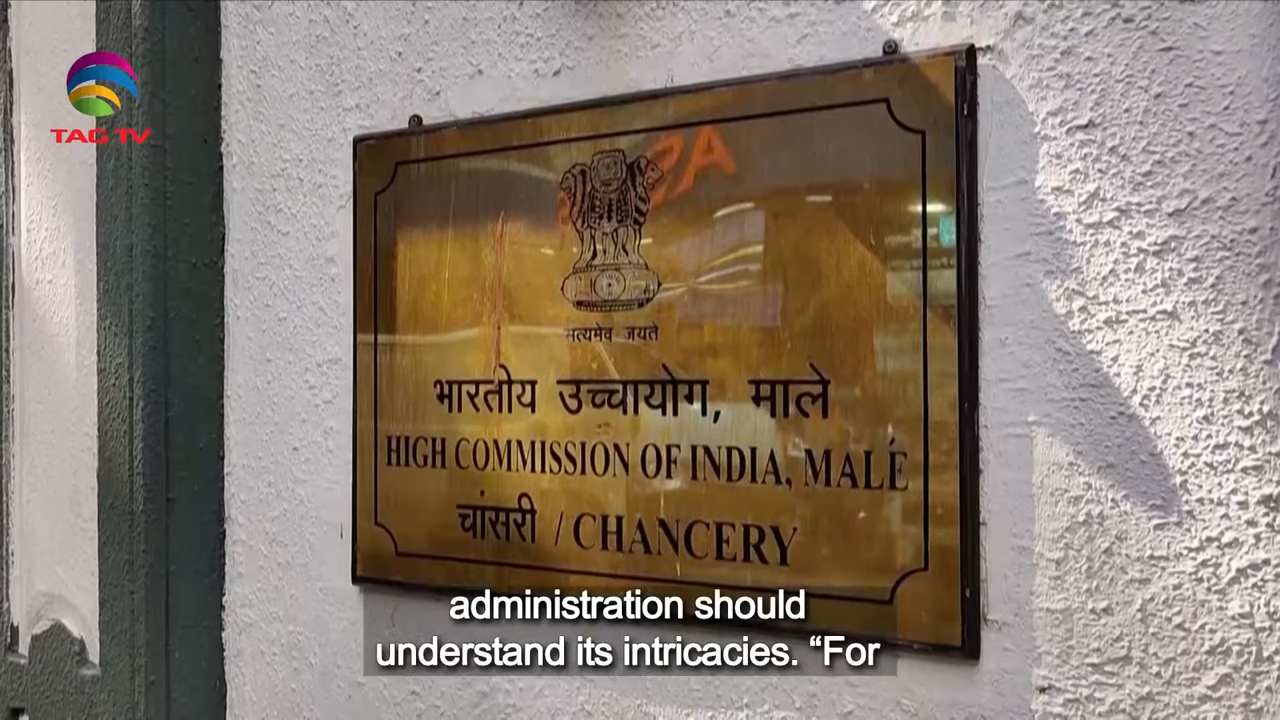 TAG TV
सत्यमेव जयते
भारतीय उच्चायोग, माले
HIGH COMMISSION OF INDIA, MALÉ
चांसरी / CHANCERY
administration should
understand its intricacies. “For